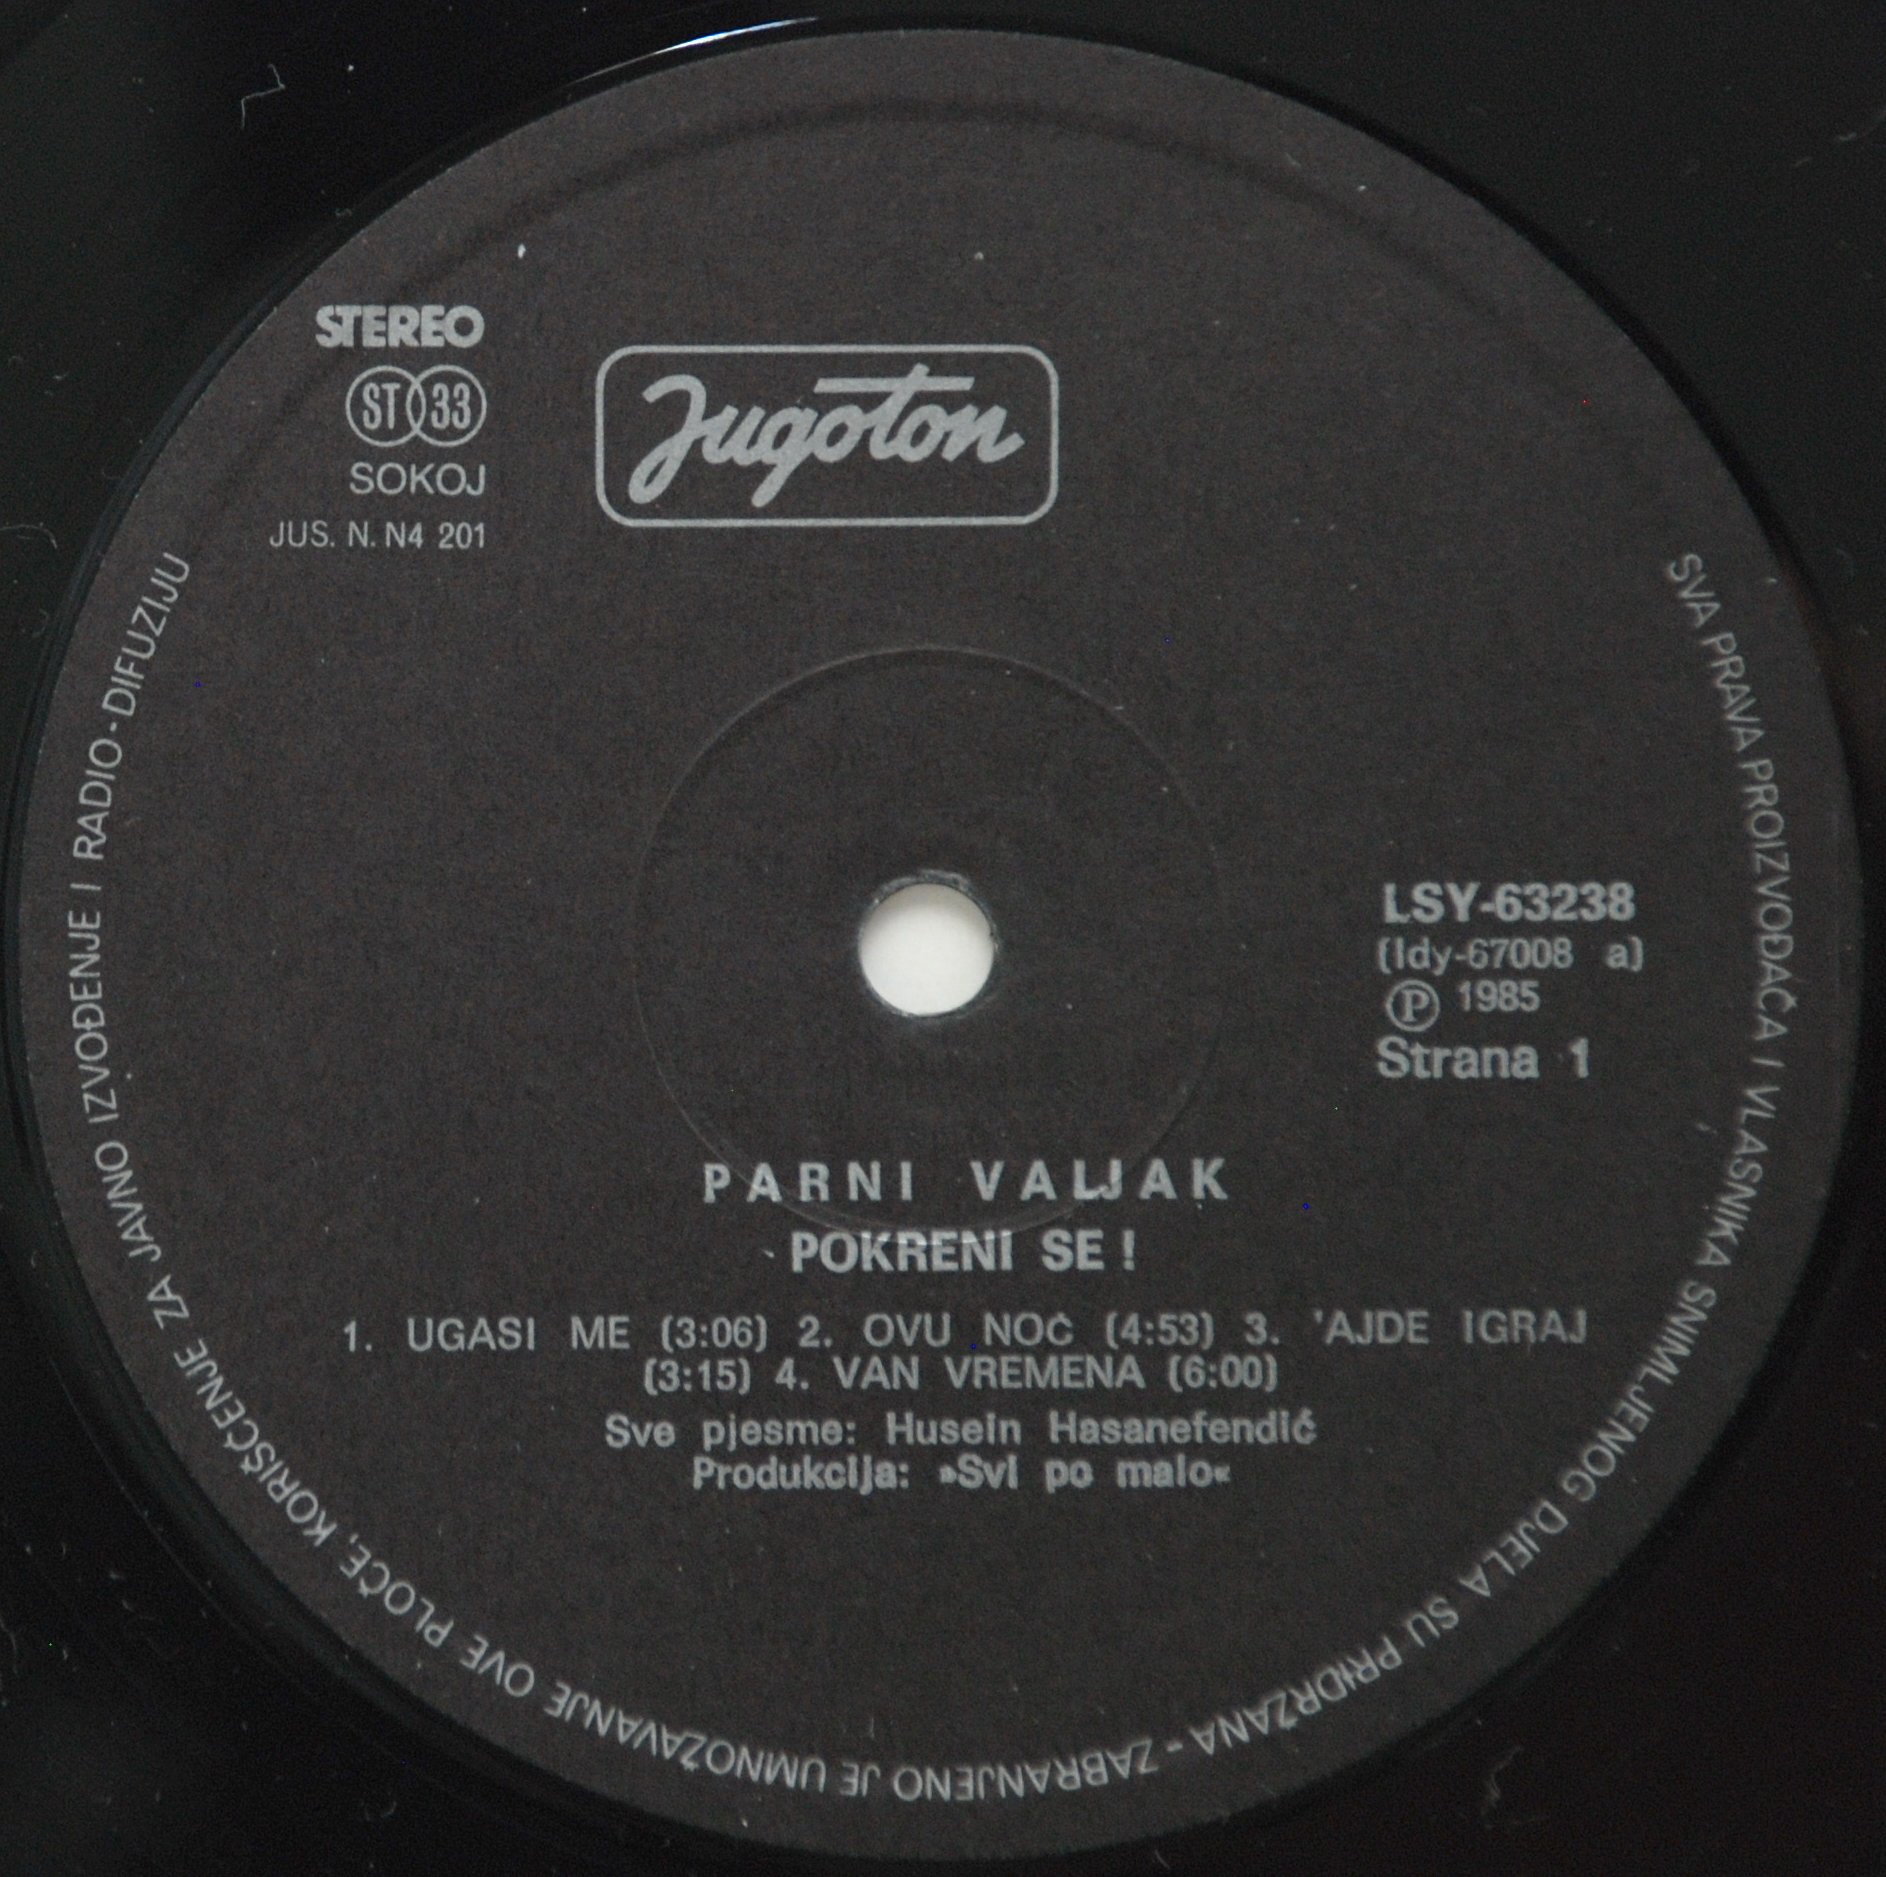 STEREO
ST 33
SOKOJ
JUS. N. N4 201
Jugoton
LSY-63238
(ldy-67008 a)
Ⓟ 1985
Strana 1
PARNI VALJAK
POKRENI SE!
1. UGASI ME (3:06) 2. OVU NOĆ (4:53) 3. 'AJDE IGRAJ
(3:15) 4. VAN VREMENA (6:00)
Sve pjesme: Husein Hasanefendić
Produkcija: »Svi po malo«
SVA PRAVA PROIZVOĐAČA I VLASNIKA SNIMLJENOG DJELA SU PRIDRŽANA - ZABRANJENO JE UMNOŽAVANJE OVE PLOČE, KORIŠĆENJE ZA JAVNO IZVOĐENJE I RADIO-DIFUZIJU